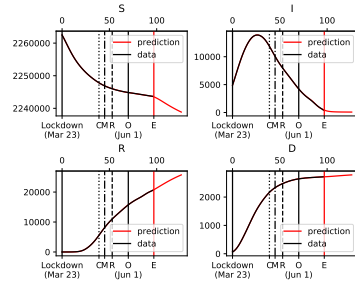 S
0 50 100
2260000
2250000
2240000
prediction
data
Lockdown CMR O E
(Mar 23) (Jun 1)
I
0 50 100
10000
5000
0
prediction
data
Lockdown CMR O E
(Mar 23) (Jun 1)
R
0 50 100
20000
10000
0
prediction
data
Lockdown CMR O E
(Mar 23) (Jun 1)
D
0 50 100
2000
0
prediction
data
Lockdown CMR O E
(Mar 23) (Jun 1)